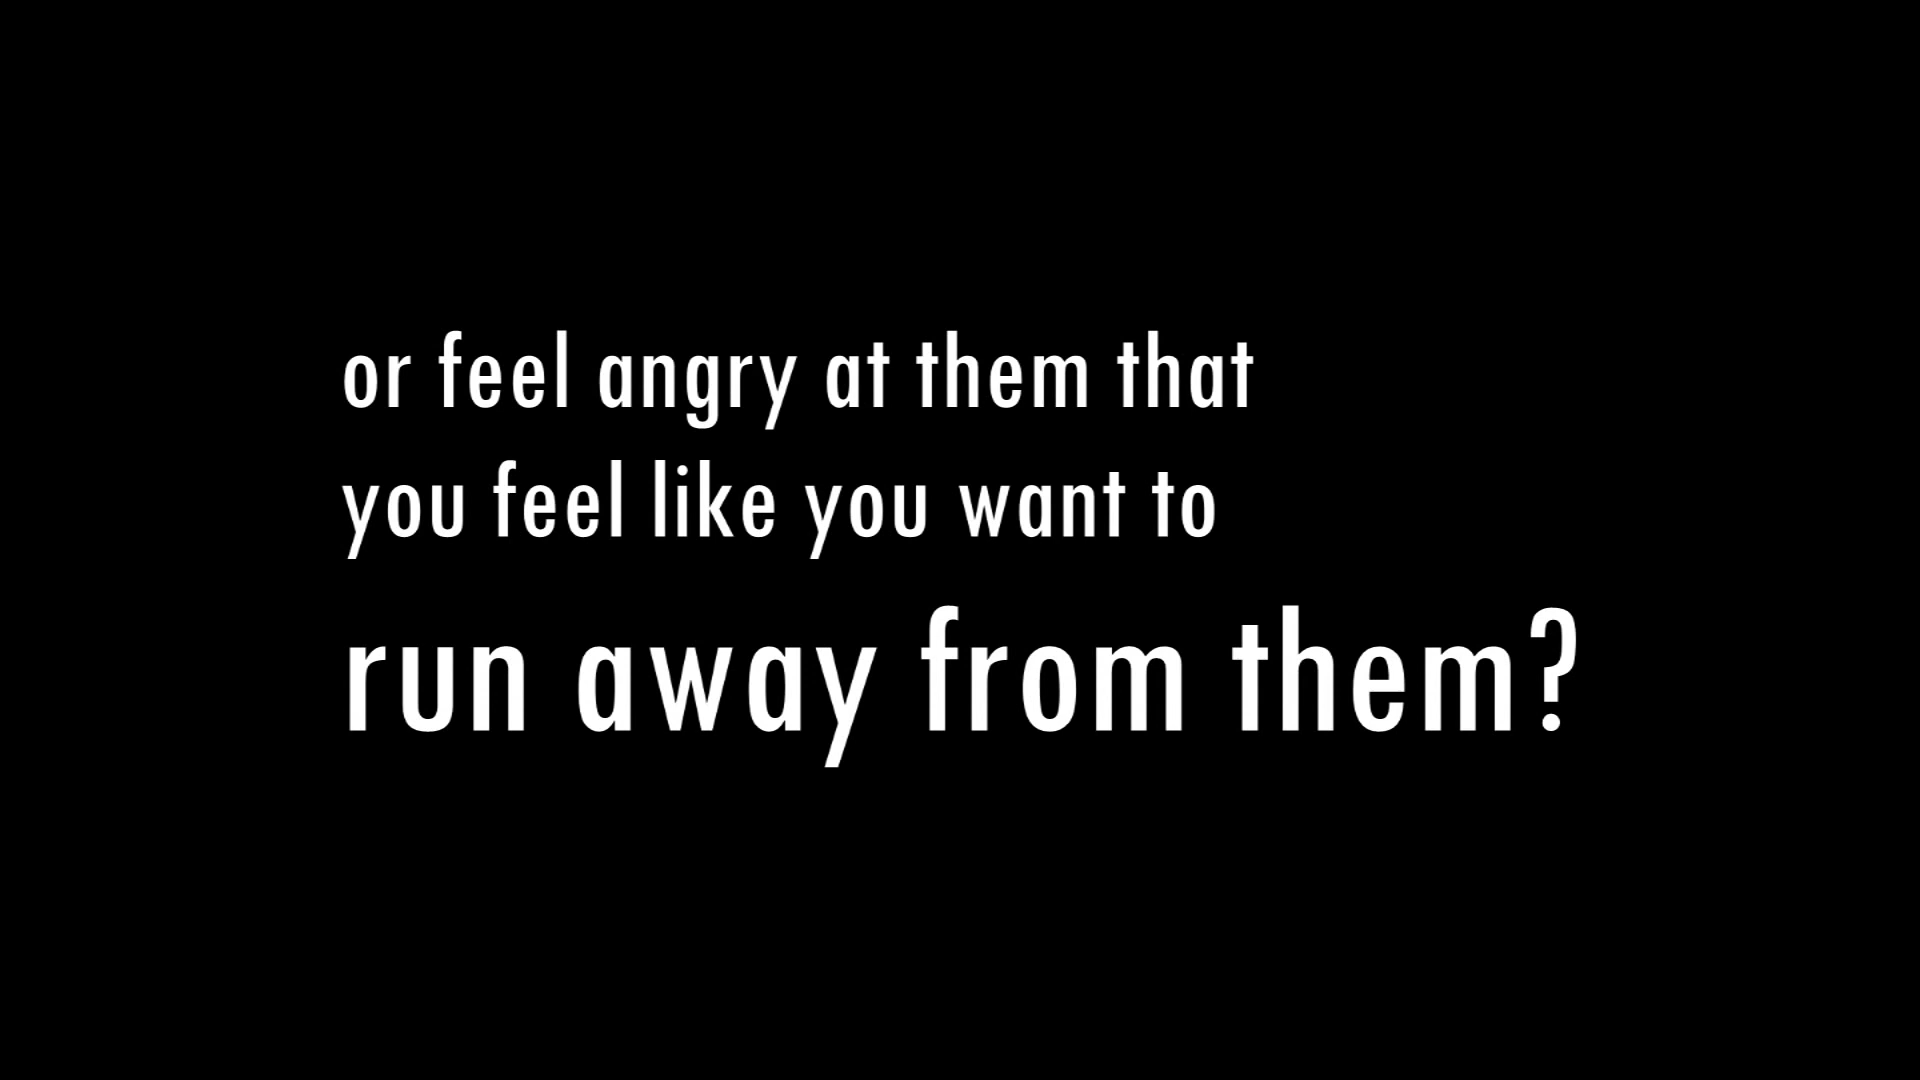 or feel angry at them that
you feel like you want to
run away from them?